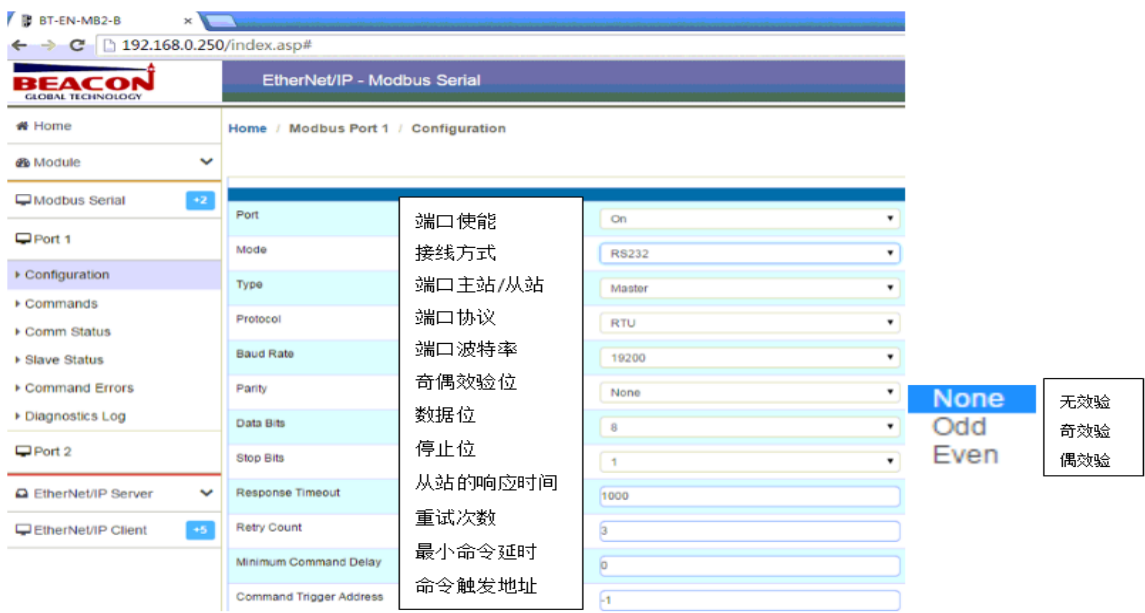 BT-EN-MB2-B ×
192.168.0.250/index.asp#
BEACON
GLOBAL TECHNOLOGY
EtherNet/IP - Modbus Serial
Home
Home / Modbus Port 1 / Configuration
Module
Modbus Serial +2
Port 1
Configuration
Commands
Comm Status
Slave Status
Command Errors
Diagnostics Log
Port 2
EtherNet/IP Server
EtherNet/IP Client +5
Port 端口使能 On
Mode 接线方式 RS232
Type 端口主站/从站 Master
Protocol 端口协议 RTU
Baud Rate 端口波特率 19200
Parity 奇偶效验位 None
Data Bits 数据位 8
Stop Bits 停止位 1
Response Timeout 从站的响应时间 1000
Retry Count 重试次数 3
Minimum Command Delay 最小命令延时 0
Command Trigger Address 命令触发地址 -1
None 无效验
Odd 奇效验
Even 偶效验